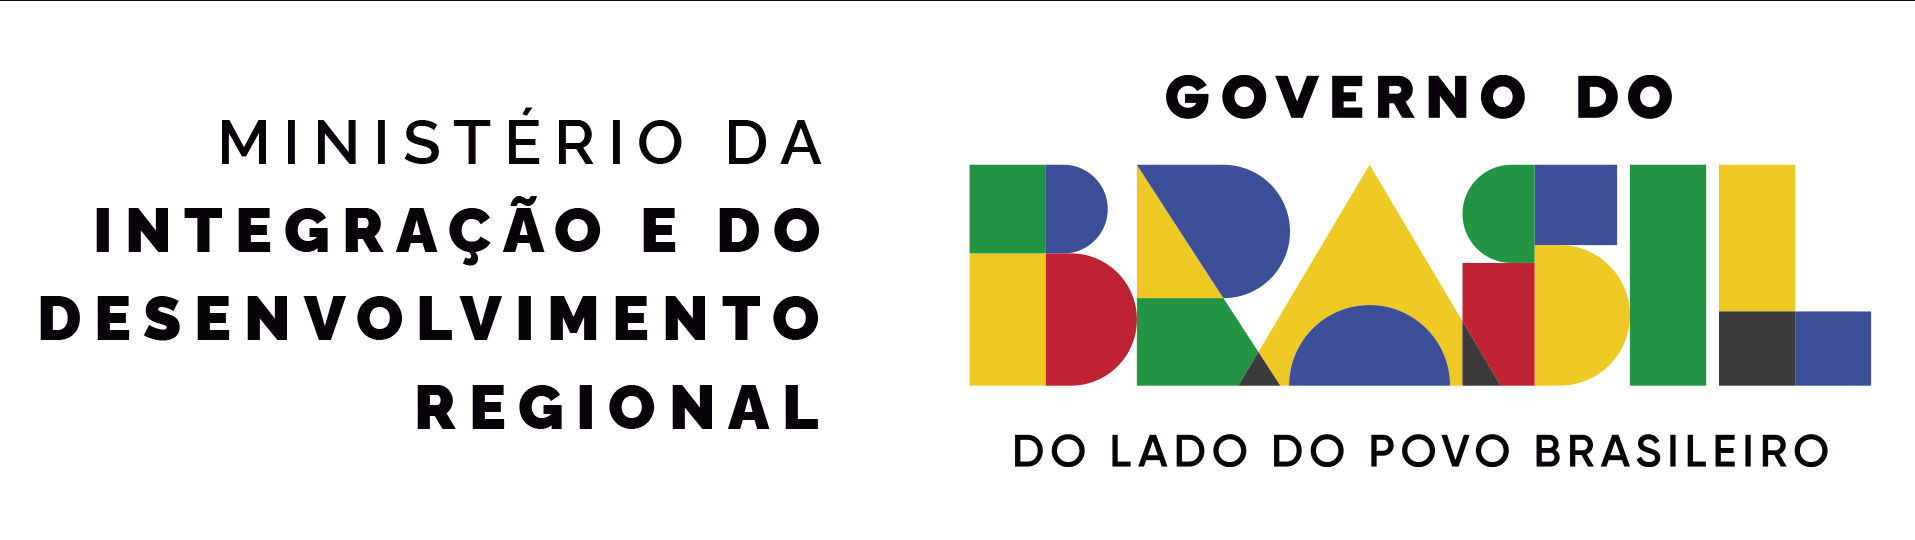 MINISTÉRIO DA
INTEGRAÇÃO E DO
DESENVOLVIMENTO
REGIONAL
GOVERNO DO
BRASIL
DO LADO DO POVO BRASILEIRO